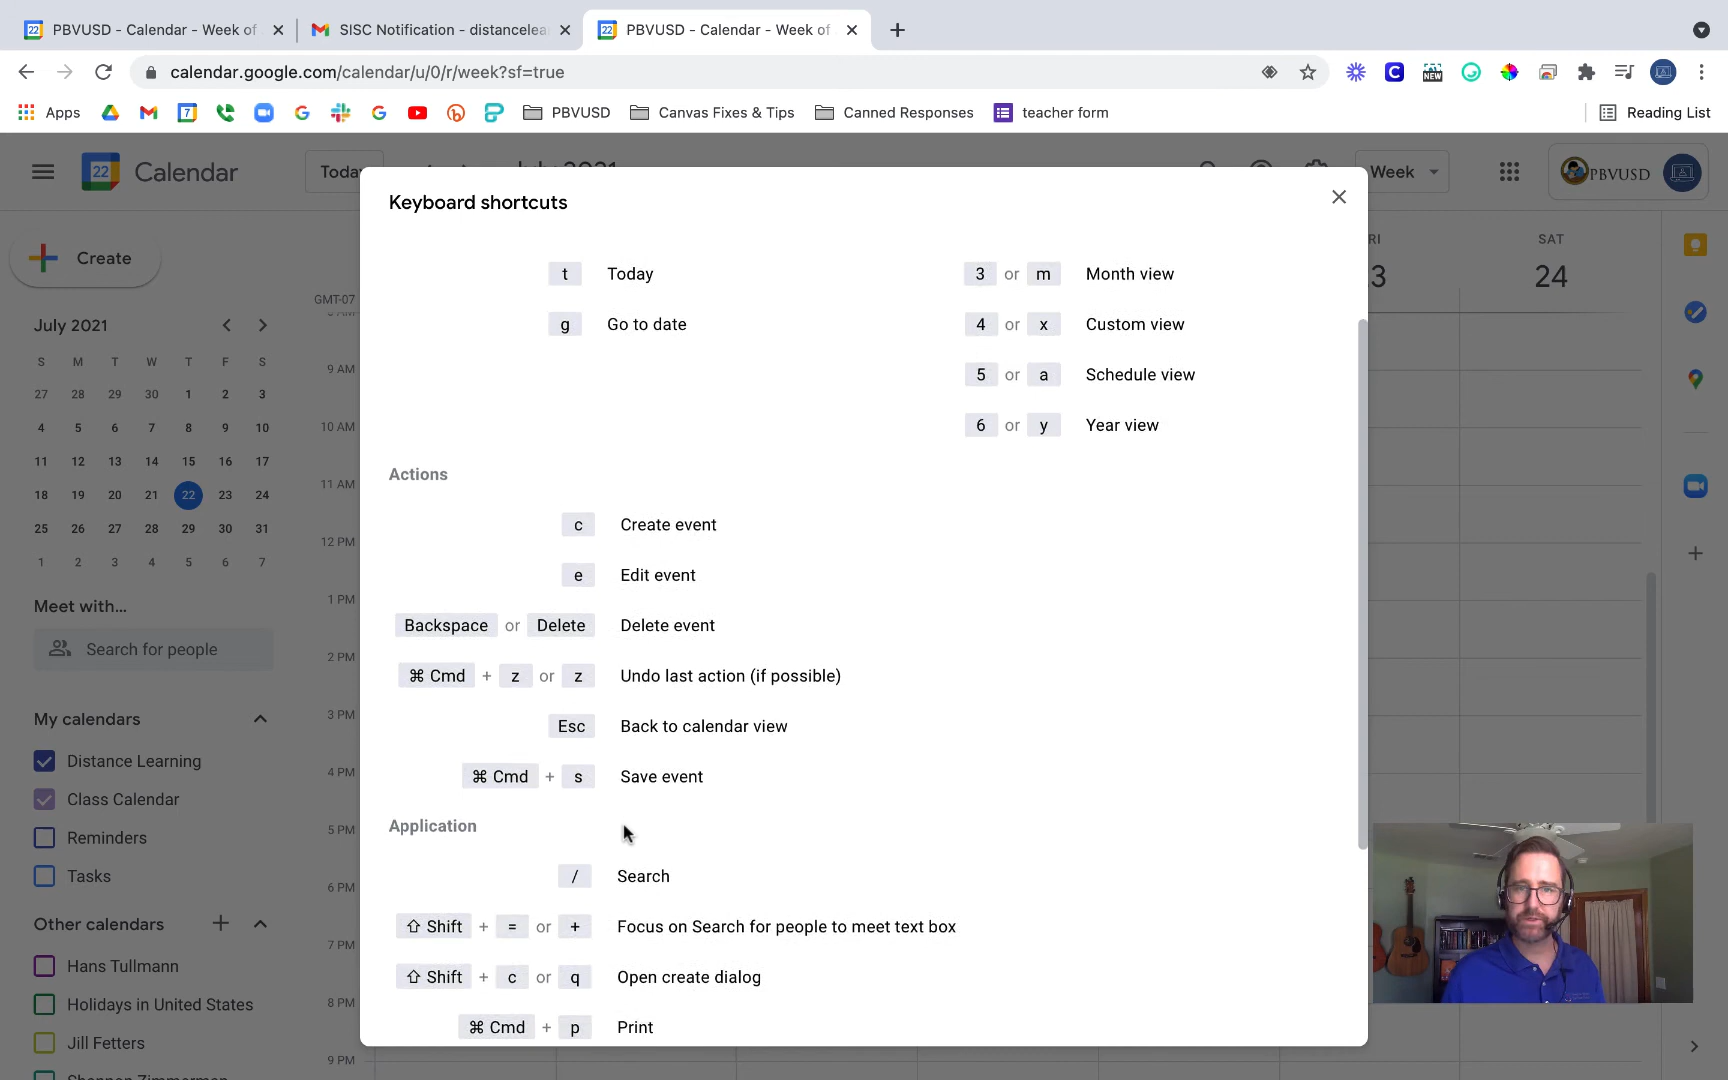 PBVUSD - Calendar - Week of
SISC Notification - distancelea
PBVUSD - Calendar - Week of
calendar.google.com/calendar/u/0/r/week?sf=true
Apps
PBVUSD
Canvas Fixes & Tips
Canned Responses
teacher form
Reading List
22 Calendar
Today
July 2021
Week
PBVUSD
Keyboard shortcuts
Create
GMT-07
RI
SAT
24
t Today
3 or m Month view
g Go to date
4 or x Custom view
5 or a Schedule view
6 or y Year view
Actions
c Create event
e Edit event
Backspace or Delete Delete event
⌘ Cmd + z or z Undo last action (if possible)
Esc Back to calendar view
⌘ Cmd + s Save event
Application
/ Search
⇧ Shift + = or + Focus on Search for people to meet text box
⇧ Shift + c or q Open create dialog
⌘ Cmd + p Print
July 2021
S M T W T F S
27 28 29 30 1 2 3
4 5 6 7 8 9 10
11 12 13 14 15 16 17
18 19 20 21 22 23 24
25 26 27 28 29 30 31
1 2 3 4 5 6 7
Meet with...
Search for people
My calendars
Distance Learning
Class Calendar
Reminders
Tasks
Other calendars
Hans Tullmann
Holidays in United States
Jill Fetters
Shannon Zimmerman
9 AM
10 AM
11 AM
12 PM
1 PM
2 PM
3 PM
4 PM
5 PM
6 PM
7 PM
8 PM
9 PM